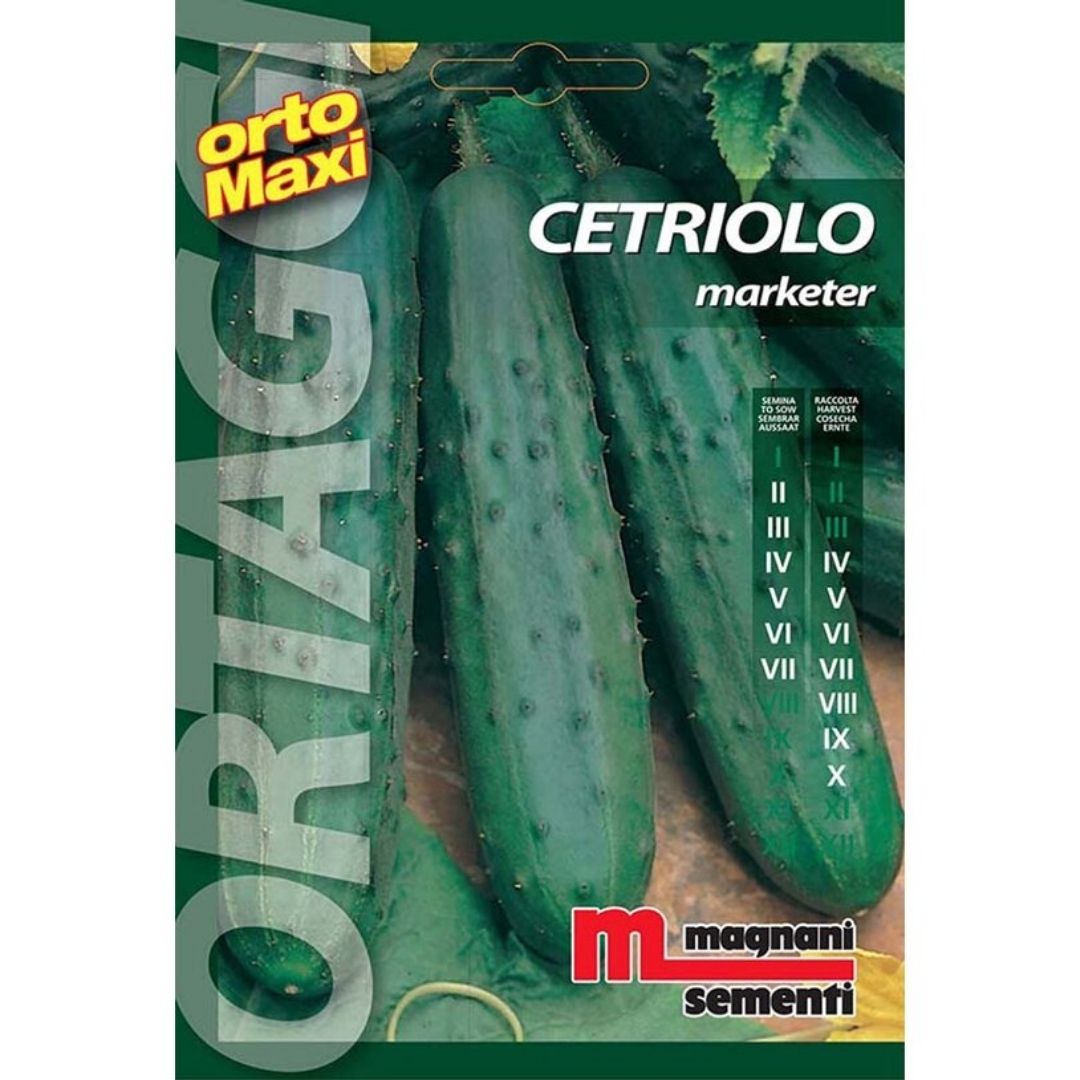 ORTAGGI
orto
Maxi
CETRIOLO
marketer
SEMINA
TO SOW
SEMBRAR
AUSSAAT
RACCOLTA
HARVEST
COSECHA
ERNTE
I I
II II
III III
IV IV
V V
VI VI
VII VII
VIII VIII
IX IX
X X
XI XI
XII XII
m magnani
sementi